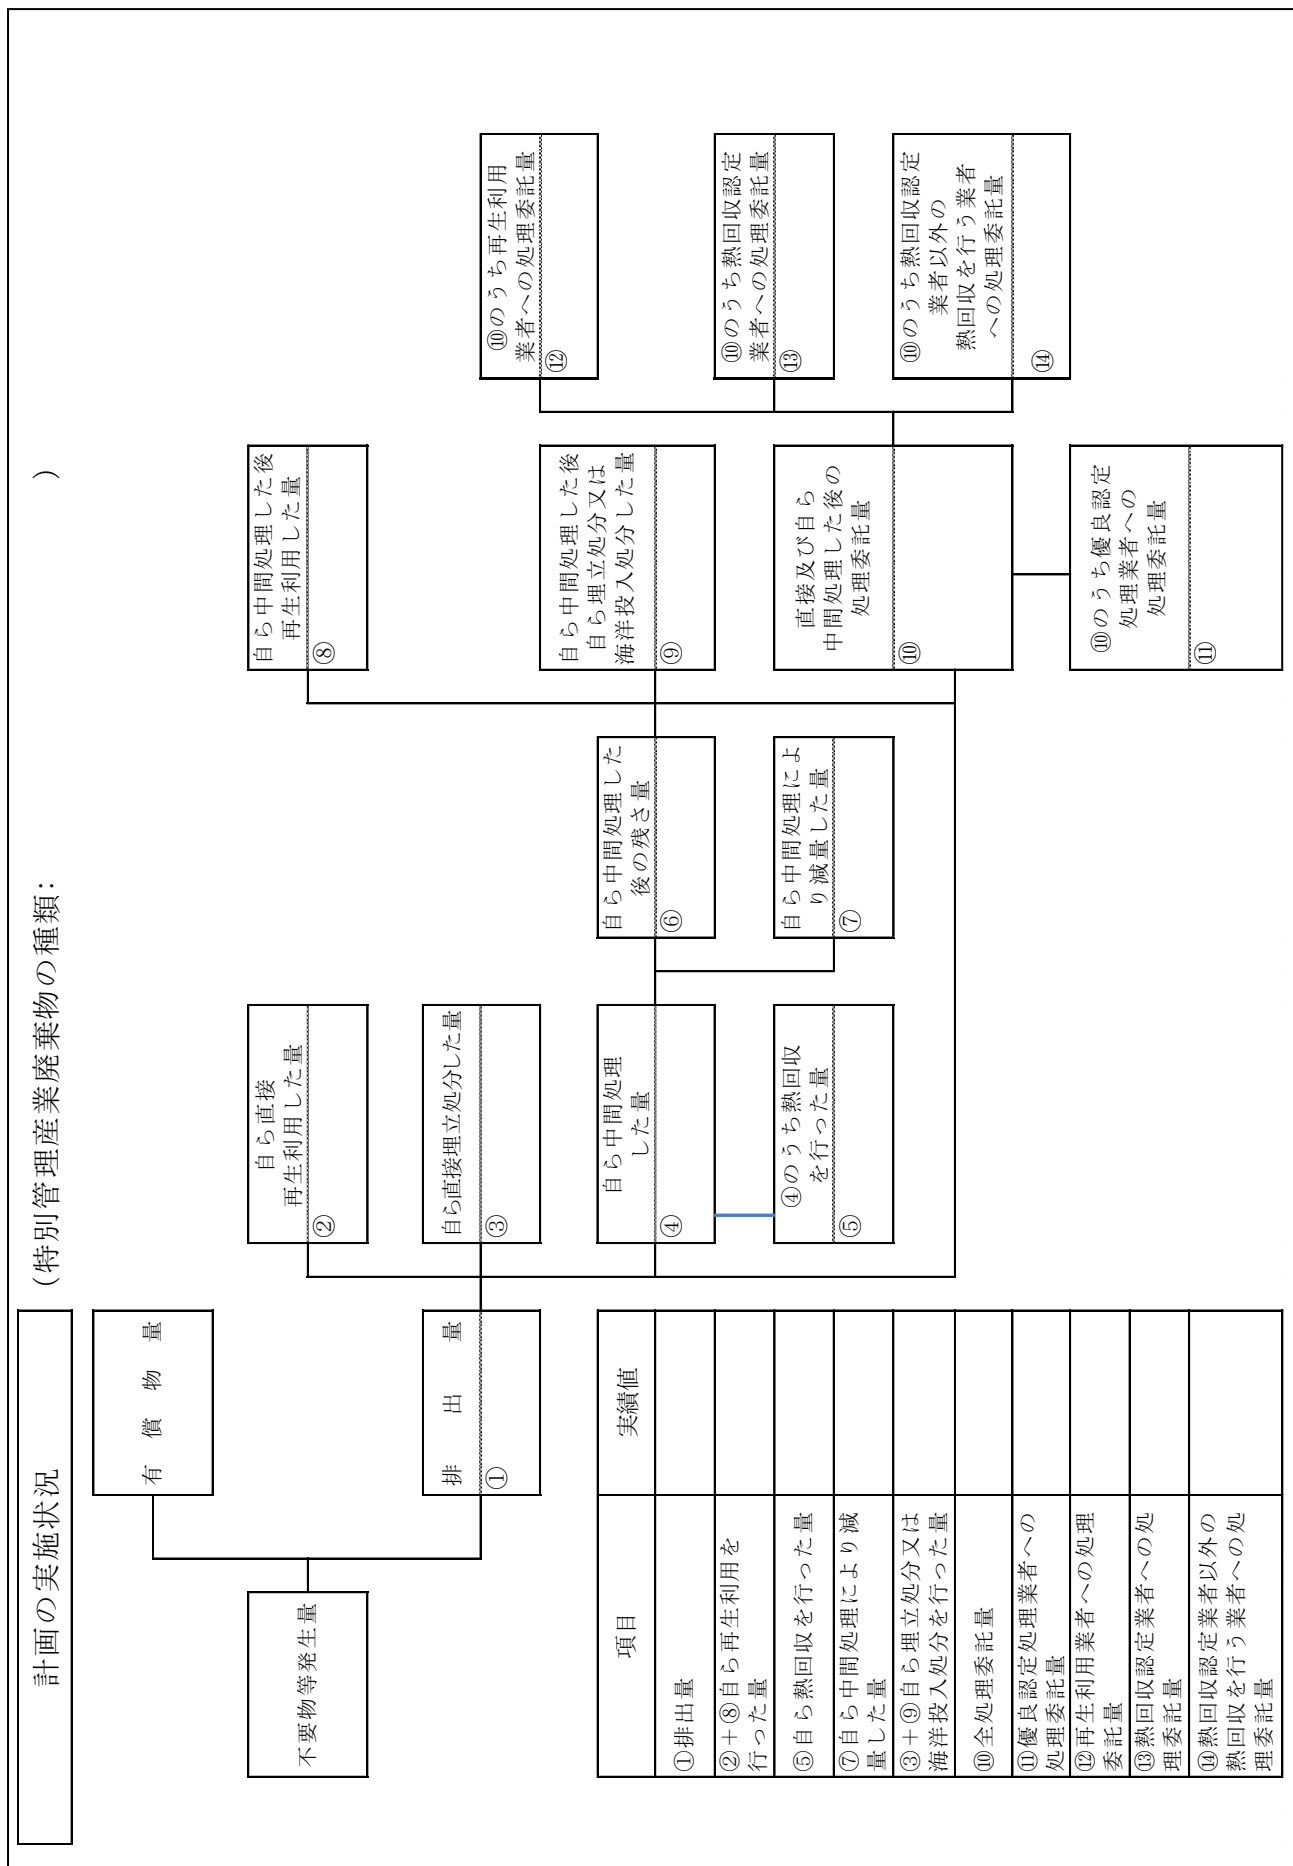 計画の実施状況
(特別管理産業廃棄物の種類: )
不要物等発生量
有償物量
排出量
①
自ら直接
再生利用した量
②
自ら直接埋立処分した量
③
自ら中間処理
した量
④
④のうち熱回収
を行った量
⑤
自ら中間処理した
後の残さ量
⑥
自ら中間処理によ
り減量した量
⑦
自ら中間処理した後
再生利用した量
⑧
自ら中間処理した後
自ら埋立処分又は
海洋投入処分した量
⑨
直接及び自ら
中間処理した後の
処理委託量
⑩
⑩のうち優良認定
処理業者への
処理委託量
⑪
⑩のうち再生利用
業者への処理委託量
⑫
⑩のうち熱回収認定
業者への処理委託量
⑬
⑩のうち熱回収認定
業者以外の
熱回収を行う業者
への処理委託量
⑭
項目
実績値
①排出量
②+⑧自ら再生利用を
行った量
⑤自ら熱回収を行った量
⑦自ら中間処理により減
量した量
③+⑨自ら埋立処分又は
海洋投入処分を行った量
⑩全処理委託量
⑪優良認定処理業者への
処理委託量
⑫再生利用業者への処理
委託量
⑬熱回収認定業者への処
理委託量
⑭熱回収認定業者以外の
熱回収を行う業者への処
理委託量